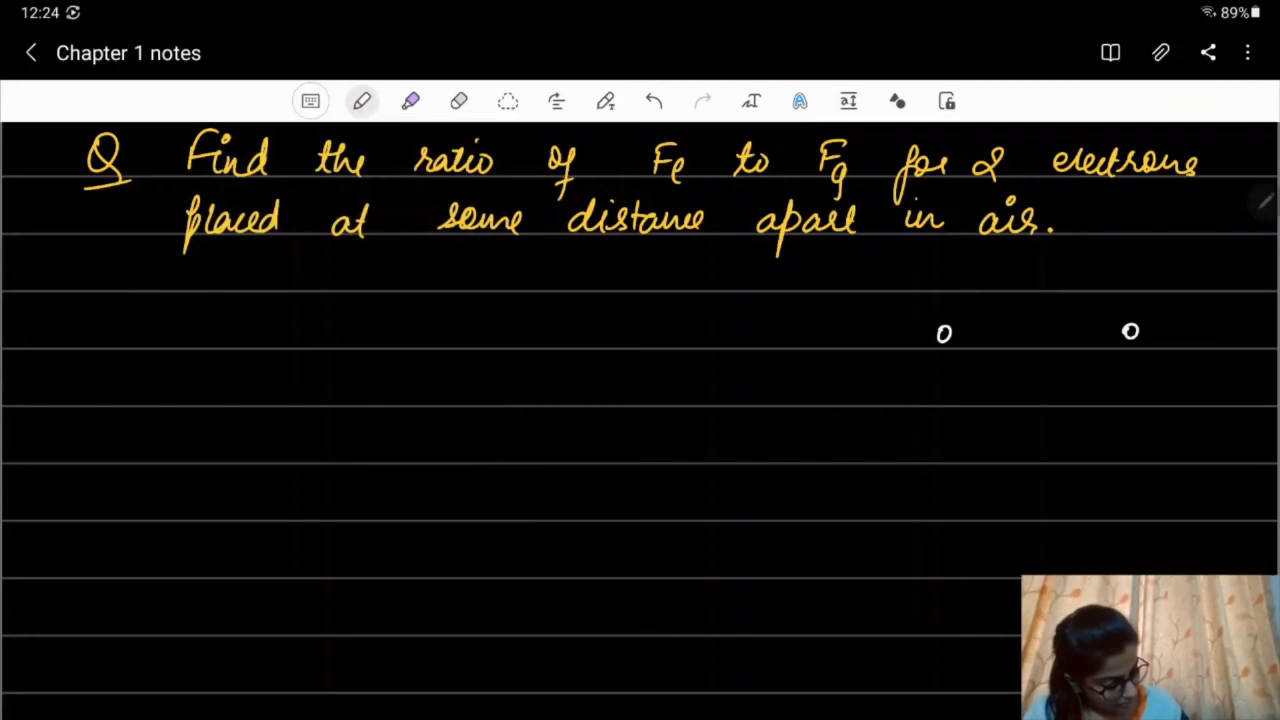 12:24
89%
Chapter 1 notes
Q Find the ratio of Fe to Fg for 2 electrons
placed at some distance apart in air.